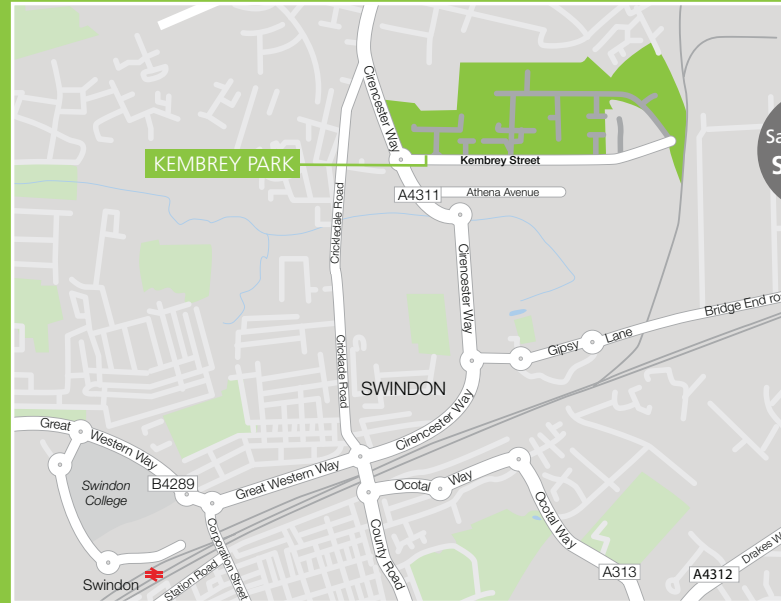 Cirencester Way
KEMBREY PARK
Kembrey Street
A4311
Athena Avenue
Crickledale Road
Cirencester Way
Bridge End
Gipsy Lane
Cricklade Road
SWINDON
Cirencester Way
Great Western Way
B4289
Great Western Way
Swindon
College
Ocotal Way
Ocotal Way
Corporation Street
County Road
Station Road
Swindon
A313
A4312
Drakes